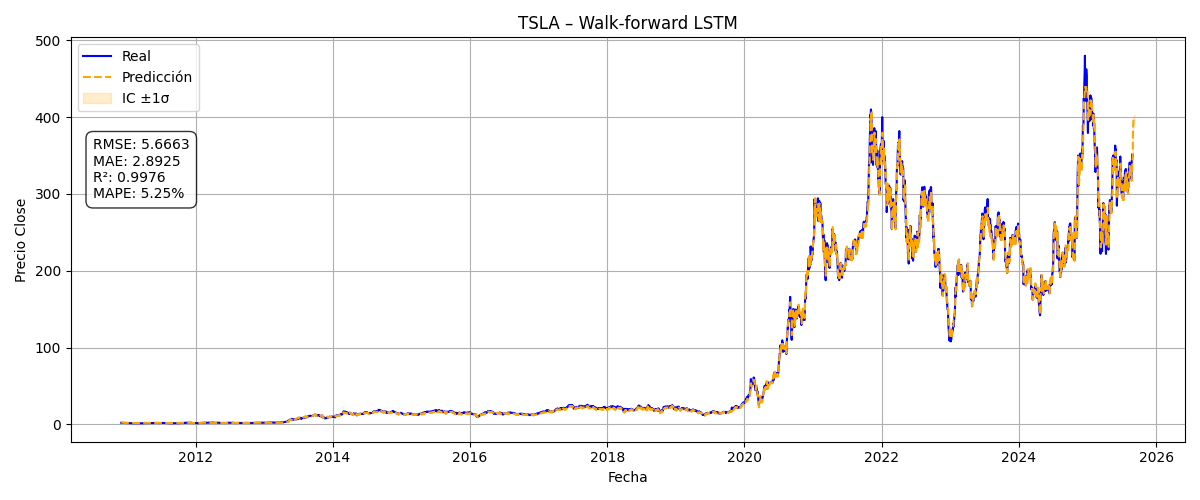 TSLA – Walk-forward LSTM
Real
Predicción
IC ±1σ
RMSE: 5.6663
MAE: 2.8925
R²: 0.9976
MAPE: 5.25%
Precio Close
500
400
300
200
100
0
2012
2014
2016
2018
2020
2022
2024
2026
Fecha